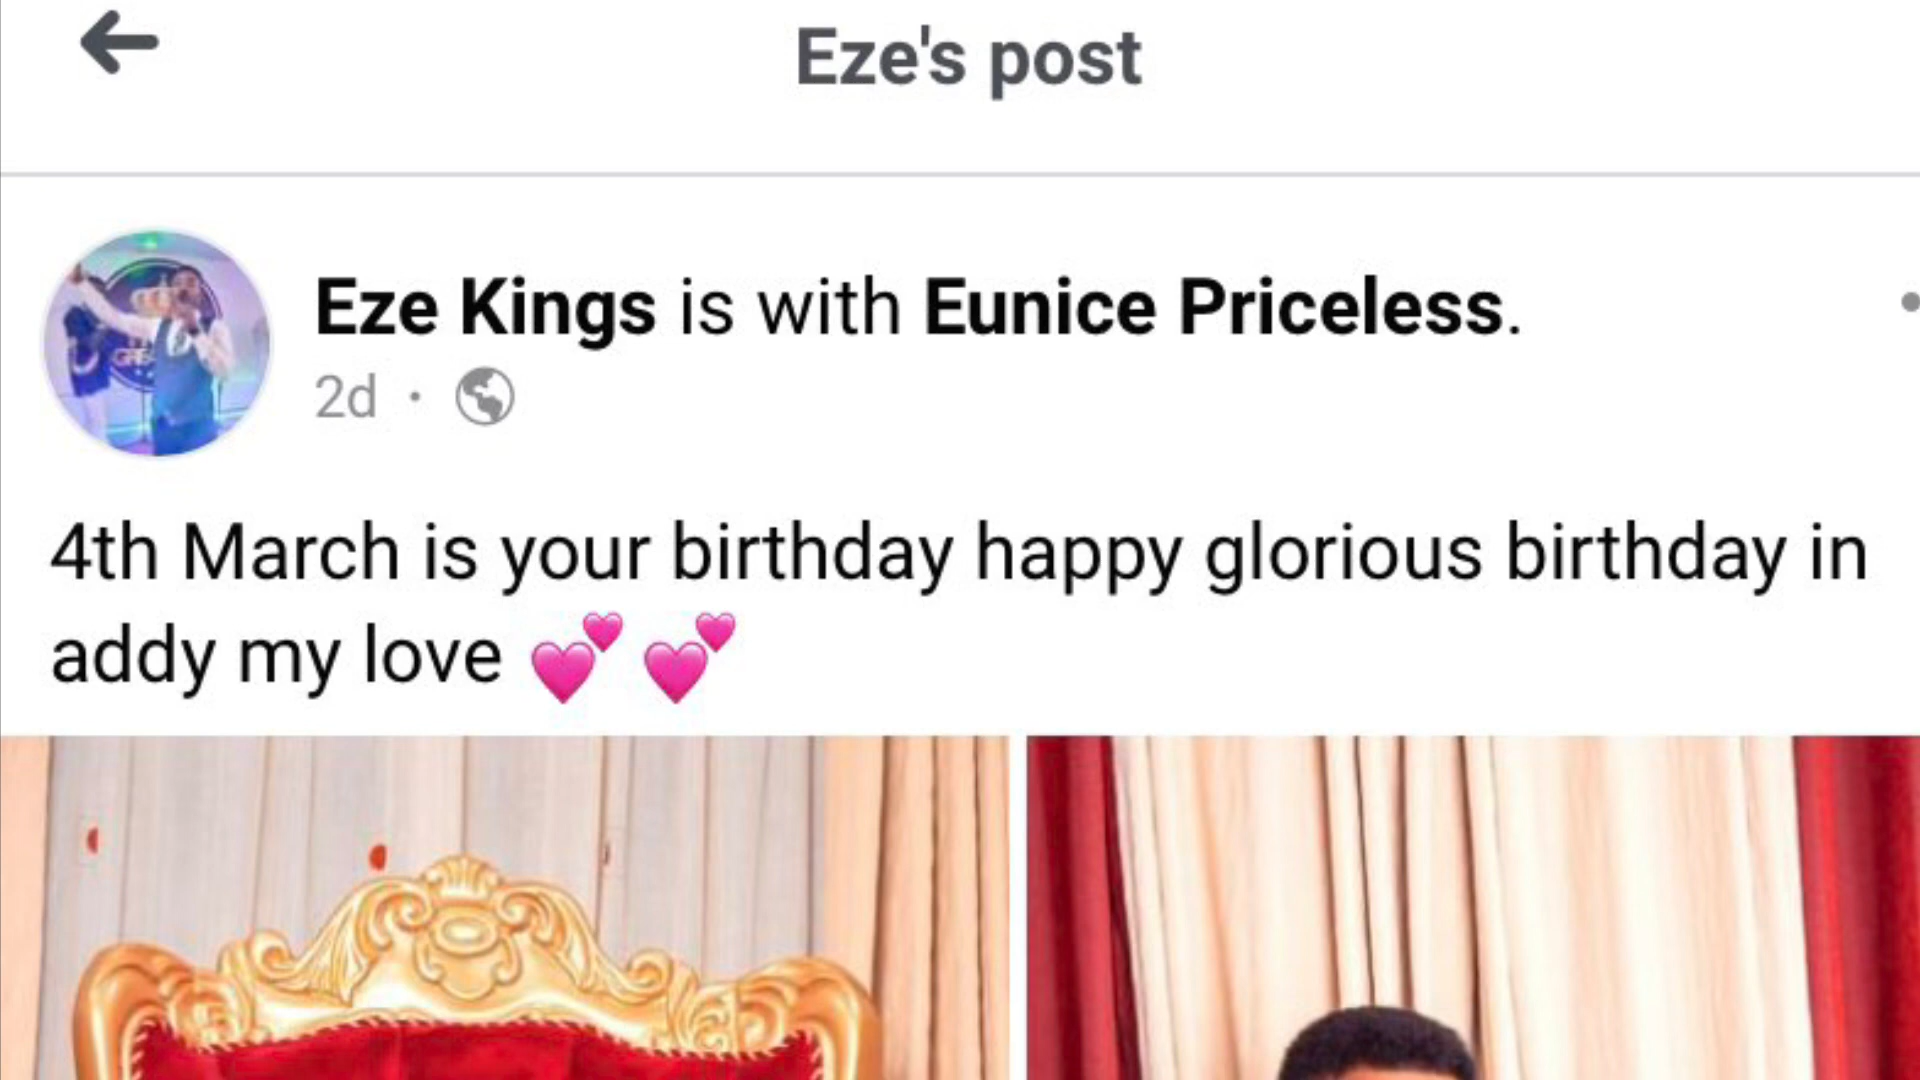 Eze's post
Eze Kings is with Eunice Priceless.
2d ·
4th March is your birthday happy glorious birthday in
addy my love 💕 💕